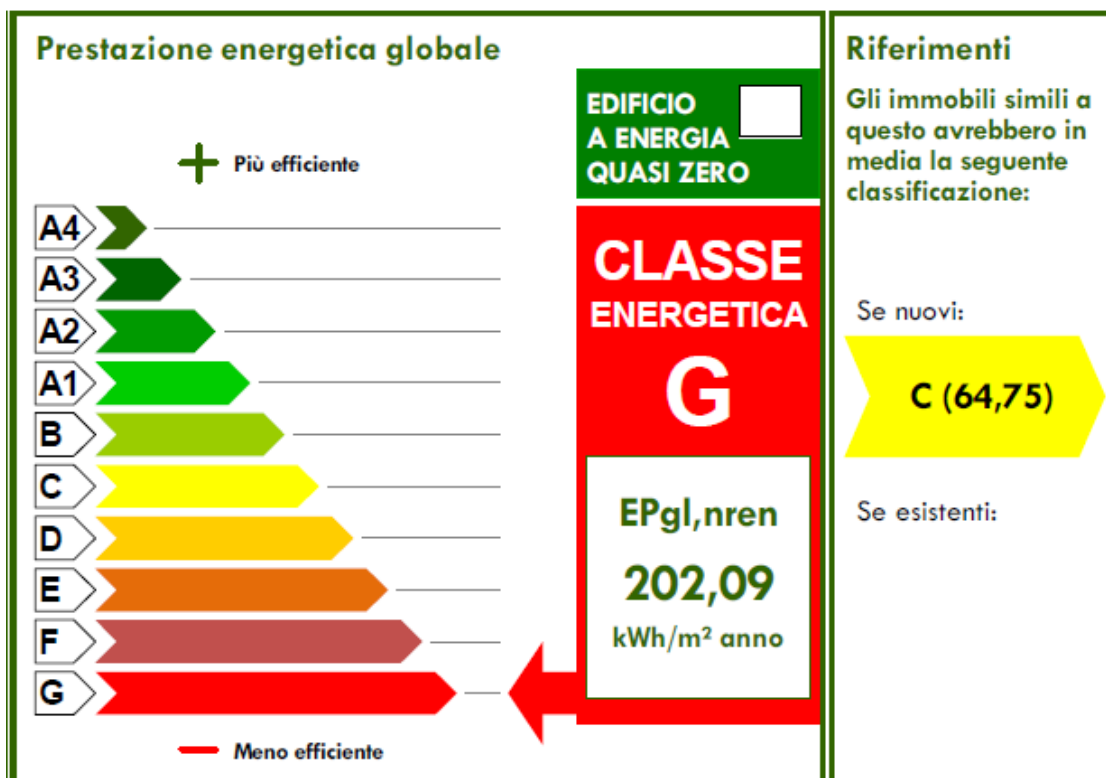 Prestazione energetica globale
Più efficiente
A4
A3
A2
A1
B
C
D
E
F
G
Meno efficiente
EDIFICIO
A ENERGIA
QUASI ZERO
CLASSE
ENERGETICA
G
EPgl,nren
202,09
kWh/m² anno
Riferimenti
Gli immobili simili a
questo avrebbero in
media la seguente
classificazione:
Se nuovi:
C (64,75)
Se esistenti: